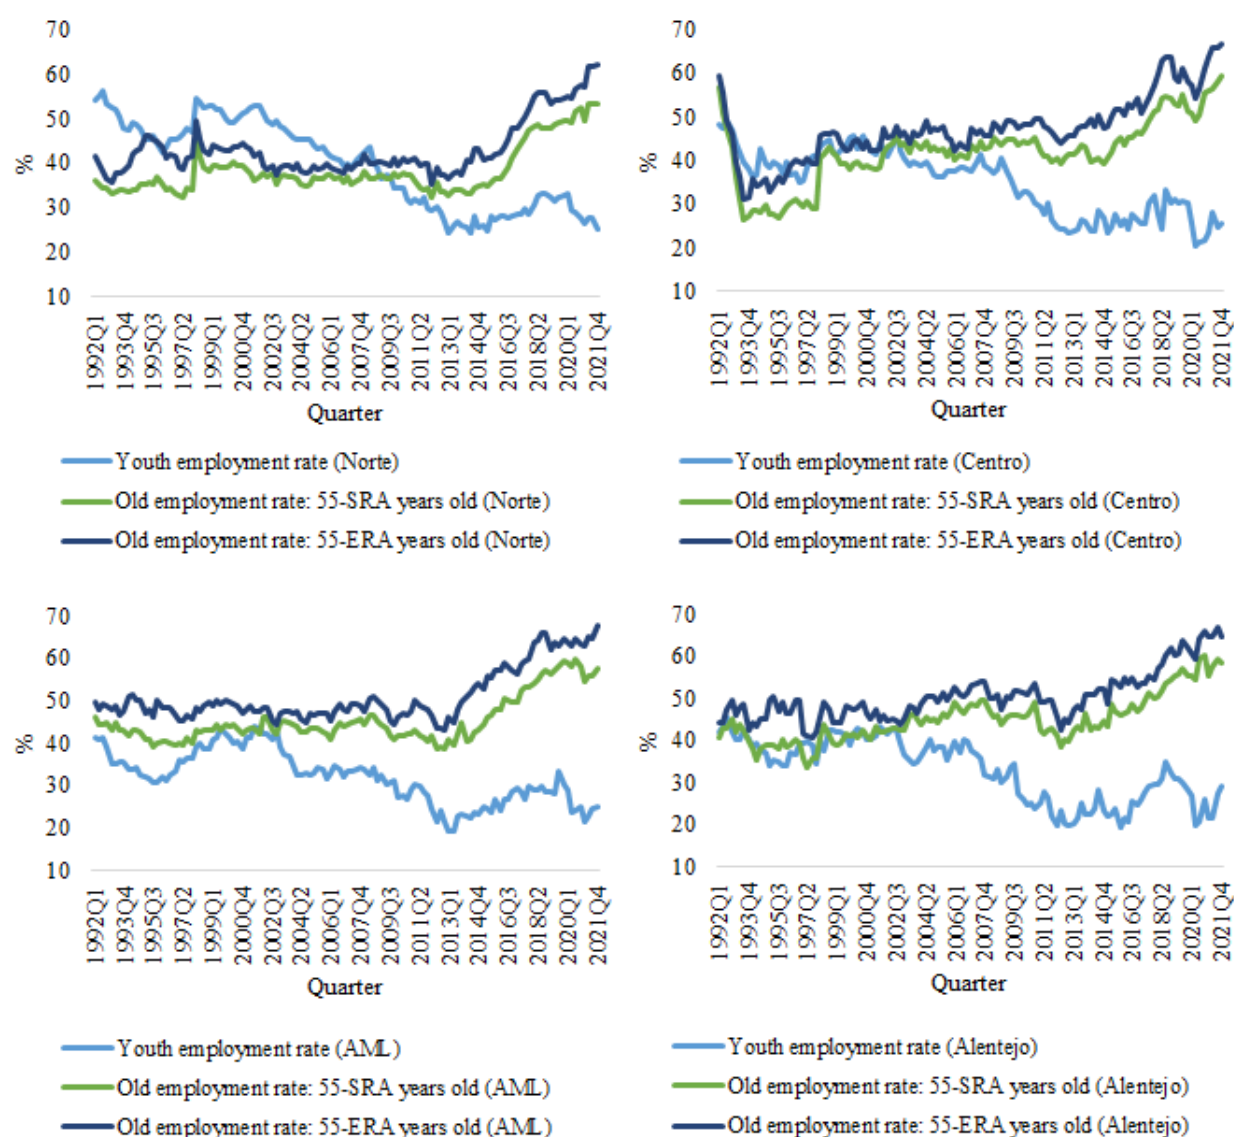 70
60
50
40
30
20
10
%
1992Q1
1993Q4
1995Q3
1997Q2
1999Q1
2000Q4
2002Q3
2004Q2
2006Q1
2007Q4
2009Q3
2011Q2
2013Q1
2014Q4
2016Q3
2018Q2
2020Q1
2021Q4
Quarter
Youth employment rate (Norte)
Old employment rate: 55-SRA years old (Norte)
Old employment rate: 55-ERA years old (Norte)
70
60
50
40
30
20
10
%
1992Q1
1993Q4
1995Q3
1997Q2
1999Q1
2000Q4
2002Q3
2004Q2
2006Q1
2007Q4
2009Q3
2011Q2
2013Q1
2014Q4
2016Q3
2018Q2
2020Q1
2021Q4
Quarter
Youth employment rate (Centro)
Old employment rate: 55-SRA years old (Centro)
Old employment rate: 55-ERA years old (Centro)
70
60
50
40
30
20
10
%
1992Q1
1993Q4
1995Q3
1997Q2
1999Q1
2000Q4
2002Q3
2004Q2
2006Q1
2007Q4
2009Q3
2011Q2
2013Q1
2014Q4
2016Q3
2018Q2
2020Q1
2021Q4
Quarter
Youth employment rate (AML)
Old employment rate: 55-SRA years old (AML)
Old employment rate: 55-ERA years old (AML)
70
60
50
40
30
20
10
%
1992Q1
1993Q4
1995Q3
1997Q2
1999Q1
2000Q4
2002Q3
2004Q2
2006Q1
2007Q4
2009Q3
2011Q2
2013Q1
2014Q4
2016Q3
2018Q2
2020Q1
2021Q4
Quarter
Youth employment rate (Alentejo)
Old employment rate: 55-SRA years old (Alentejo)
Old employment rate: 55-ERA years old (Alentejo)